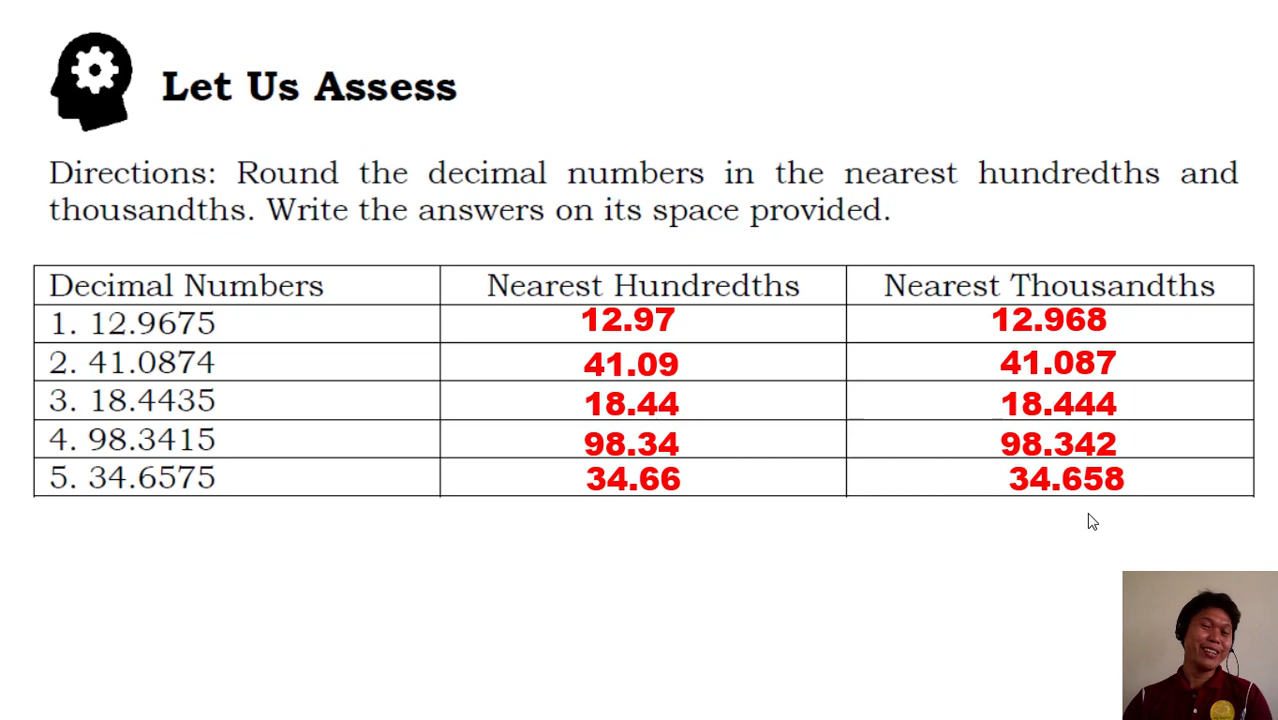 Let Us Assess
Directions: Round the decimal numbers in the nearest hundredths and
thousandths. Write the answers on its space provided.
Decimal Numbers Nearest Hundredths Nearest Thousandths
1. 12.9675 12.97 12.968
2. 41.0874 41.09 41.087
3. 18.4435 18.44 18.444
4. 98.3415 98.34 98.342
5. 34.6575 34.66 34.658